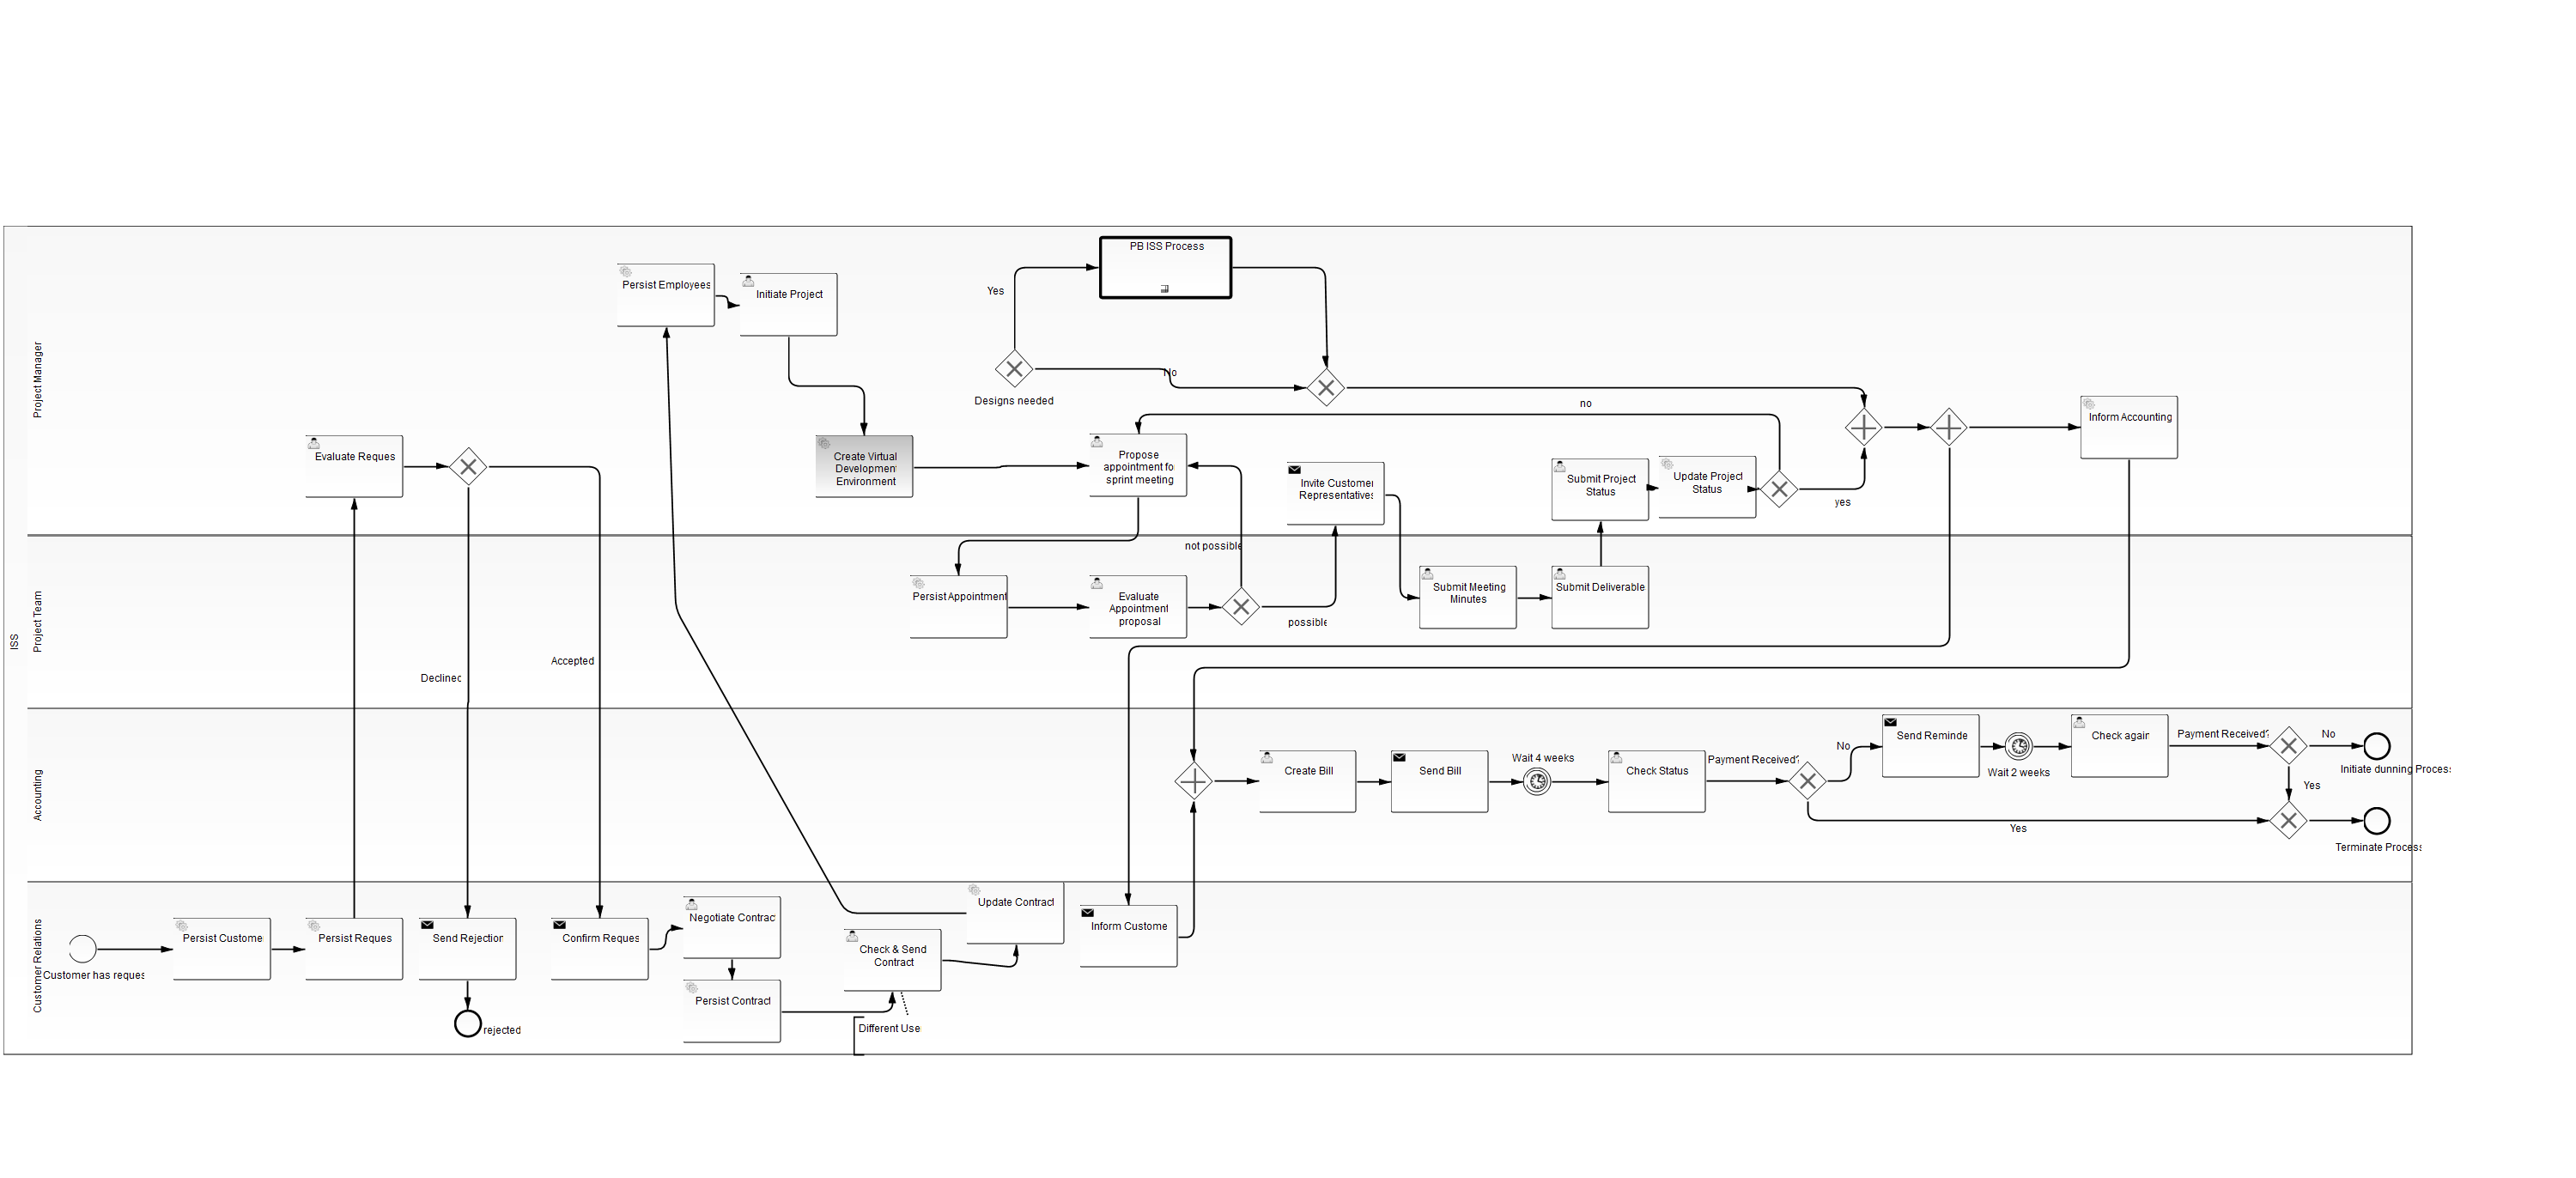 ISS
Project Manager
Project Team
Accounting
Customer Relations
PB ISS Process
Persist Employees
Initiate Project
Yes
No
Designs needed
no
Evaluate Reques
Create Virtual
Development
Environment
Propose
appointment fo
sprint meeting
Invite Customer
Representatives
Submit Project
Status
Update Project
Status
yes
Inform Accounting
not possible
Persist Appointment
Evaluate
Appointment
proposal
possible
Submit Meeting
Minutes
Submit Deliverable
Declined
Accepted
Create Bill
Send Bill
Wait 4 weeks
Check Status
Payment Received?
No
Send Reminde
Wait 2 weeks
Check again
Payment Received?
No
Initiate dunning Process
Yes
Yes
Terminate Process
Customer has reques
Persist Custome
Persist Reques
Send Rejection
rejected
Confirm Reques
Negotiate Contrac
Persist Contract
Check & Send
Contract
Different Use
Update Contract
Inform Custome